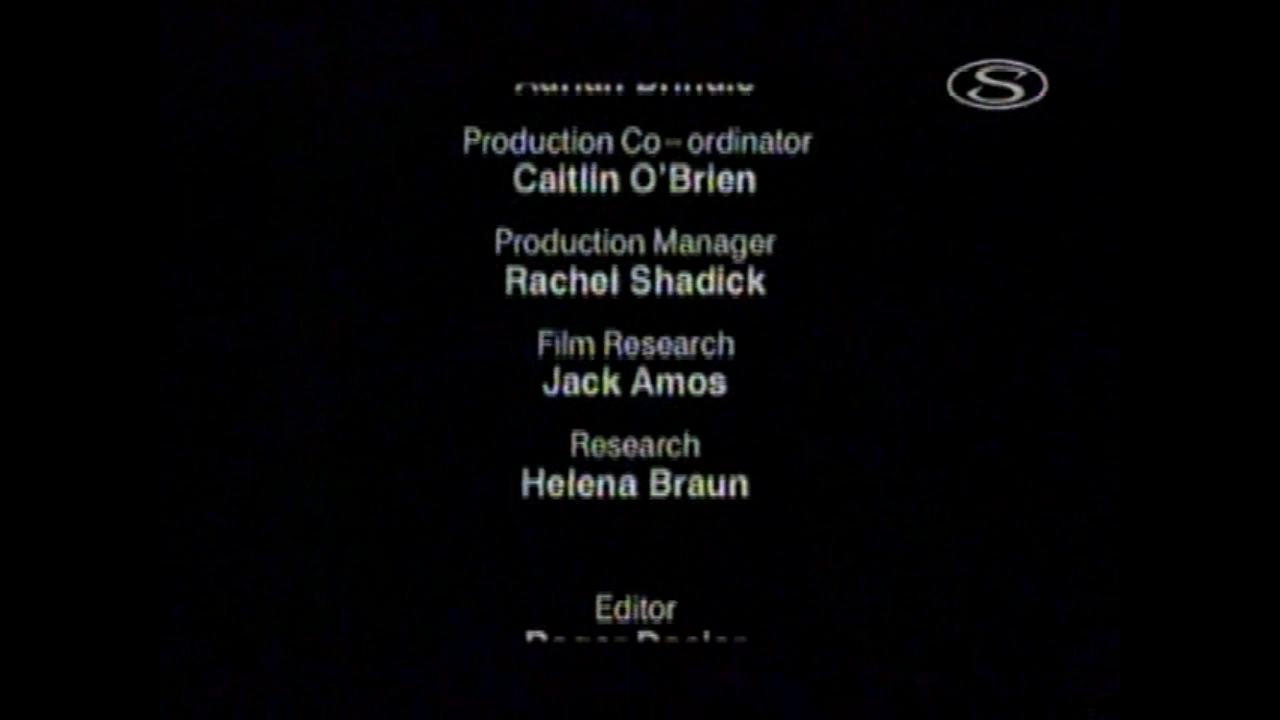 S
Production Co-ordinator
Caitlin O'Brien
Production Manager
Rachel Shadick
Film Research
Jack Amos
Research
Helena Braun
Editor